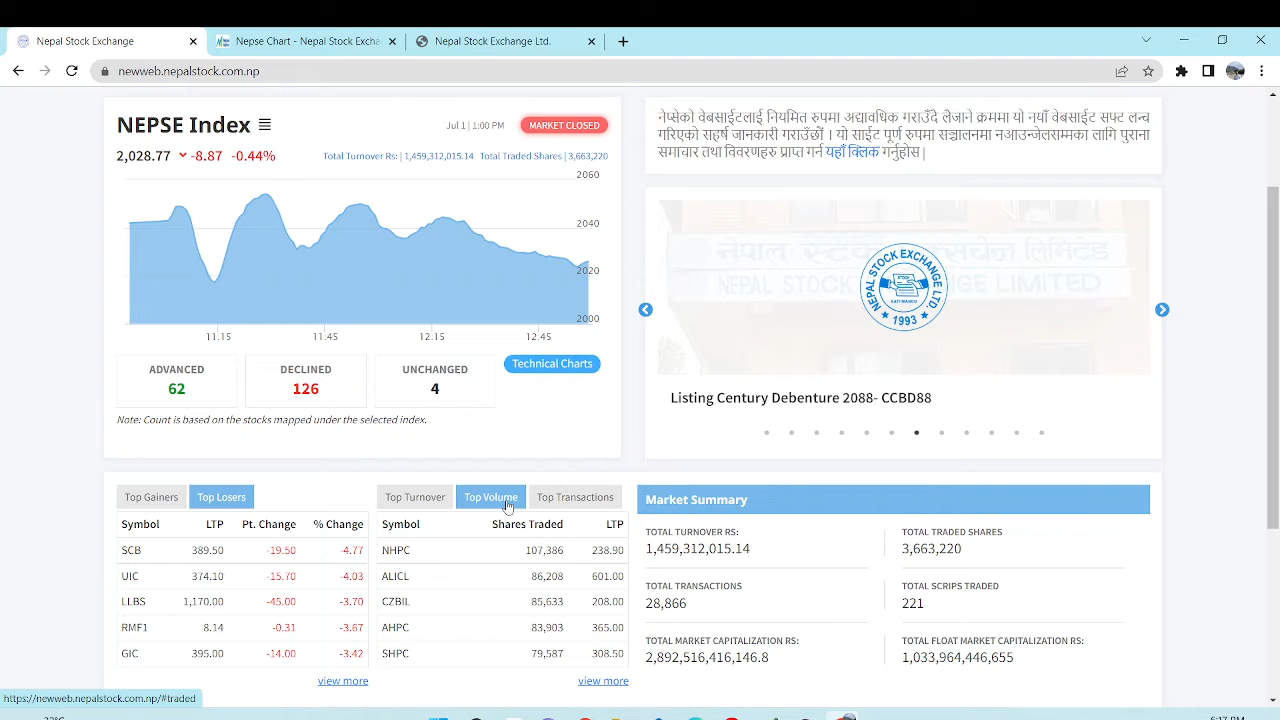 Nepal Stock Exchange
Nepse Chart - Nepal Stock Excha
Nepal Stock Exchange Ltd.
newweb.nepalstock.com.np
NEPSE Index
Jul 1 | 1:00 PM
MARKET CLOSED
2,028.77 -8.87 -0.44%
Total Turnover Rs: | 1,459,312,015.14 Total Traded Shares | 3,663,220
2060
2040
2020
2000
11:15 11.45 12.15 12.45
ADVANCED
62
DECLINED
126
UNCHANGED
4
Technical Charts
Note: Count is based on the stocks mapped under the selected index.
नेप्सेको वेबसाईटलाई नियमित रुपमा अद्यावधिक गराउँदै लैजाने क्रममा यो नयाँ वेबसाईट सफ्ट लन्च
गरिएको सहर्ष जानकारी गराउँछौं । यो साईट पूर्ण रुपमा सञ्चालनमा नआउन्जेलसम्मका लागि पुराना
समाचार तथा विवरणहरु प्राप्त गर्न यहाँ क्लिक गर्नुहोस |
NEPAL STOCK EXCHANGE LIMITED
NEPAL STOCK EXCHANGE LTD.
1993
Listing Century Debenture 2088- CCBD88
Top Gainers Top Losers
Symbol LTP Pt. Change % Change
SCB 389.50 -19.50 -4.77
UIC 374.10 -15.70 -4.03
LLBS 1,170.00 -45.00 -3.70
RMF1 8.14 -0.31 -3.67
GIC 395.00 -14.00 -3.42
view more
Top Turnover Top Volume Top Transactions
Symbol Shares Traded LTP
NHPC 107,386 238.90
ALICL 86,208 601.00
CZBIL 85,633 208.00
AHPC 83,903 365.00
SHPC 79,587 308.50
view more
Market Summary
TOTAL TURNOVER RS:
1,459,312,015.14
TOTAL TRADED SHARES
3,663,220
TOTAL TRANSACTIONS
28,866
TOTAL SCRIPS TRADED
221
TOTAL MARKET CAPITALIZATION RS:
2,892,516,416,146.8
TOTAL FLOAT MARKET CAPITALIZATION RS:
1,033,964,446,655
https://newweb.nepalstock.com.np/#traded